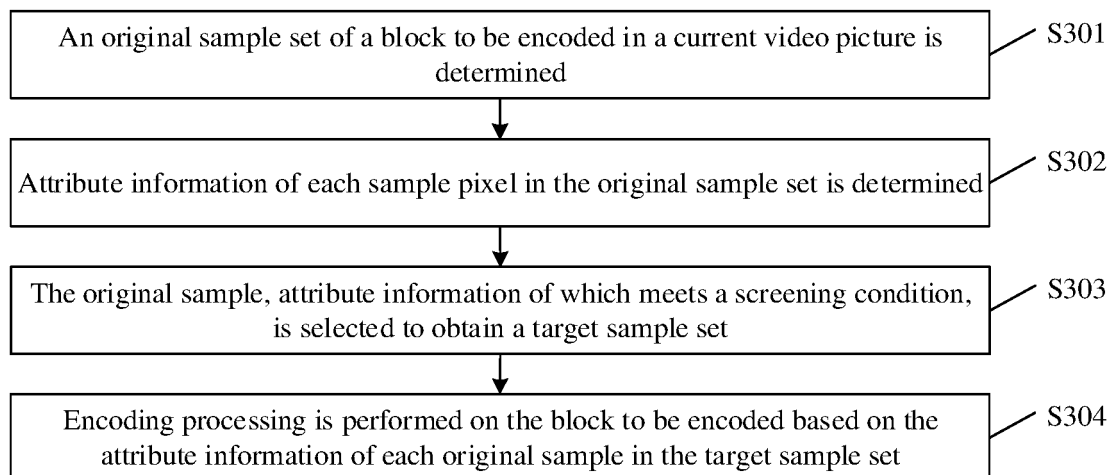 An original sample set of a block to be encoded in a current video picture is
determined
S301
Attribute information of each sample pixel in the original sample set is determined
S302
The original sample, attribute information of which meets a screening condition,
is selected to obtain a target sample set
S303
Encoding processing is performed on the block to be encoded based on the
attribute information of each original sample in the target sample set
S304